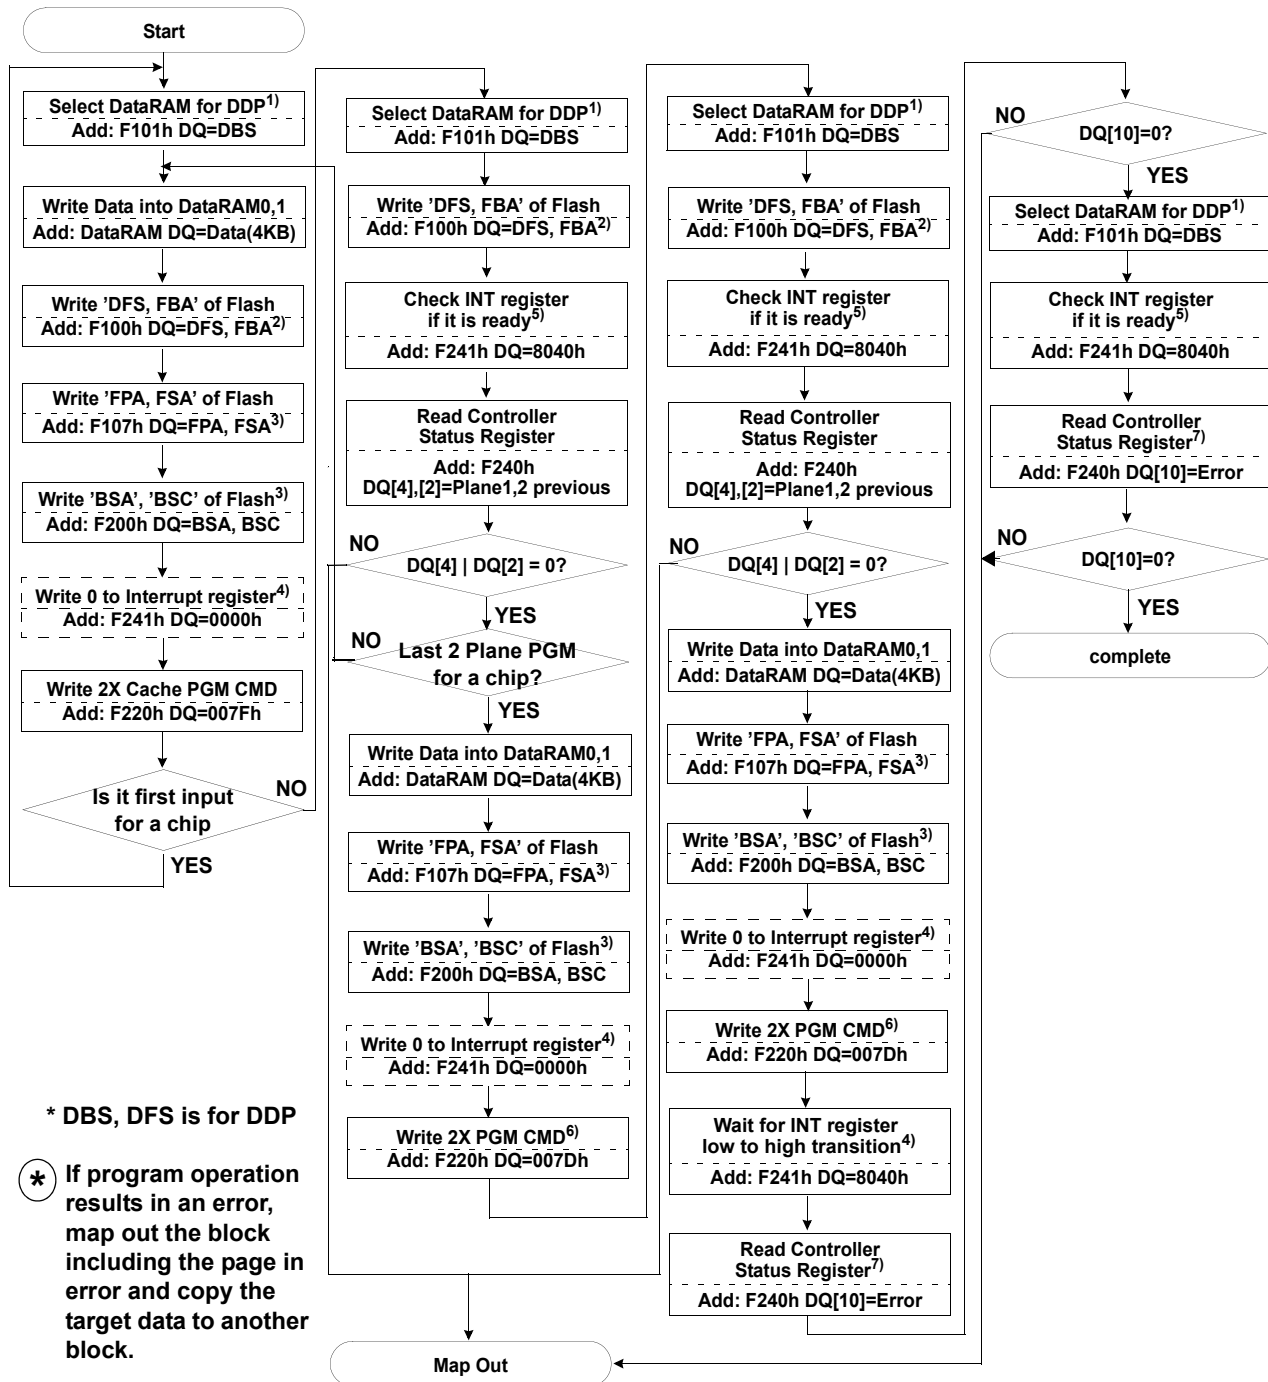 Start
Select DataRAM for DDP1)
Add: F101h DQ=DBS
Write Data into DataRAM0,1
Add: DataRAM DQ=Data(4KB)
Write 'DFS, FBA' of Flash
Add: F100h DQ=DFS, FBA2)
Write 'FPA, FSA' of Flash
Add: F107h DQ=FPA, FSA3)
Write 'BSA', 'BSC' of Flash3)
Add: F200h DQ=BSA, BSC
Write 0 to Interrupt register4)
Add: F241h DQ=0000h
Write 2X Cache PGM CMD
Add: F220h DQ=007Fh
Is it first input
for a chip
NO
YES
* DBS, DFS is for DDP
* If program operation
results in an error,
map out the block
including the page in
error and copy the
target data to another
block.
Select DataRAM for DDP1)
Add: F101h DQ=DBS
Write 'DFS, FBA' of Flash
Add: F100h DQ=DFS, FBA2)
Check INT register
if it is ready5)
Add: F241h DQ=8040h
Read Controller
Status Register
Add: F240h
DQ[4],[2]=Plane1,2 previous
NO
DQ[4] | DQ[2] = 0?
YES
NO
Last 2 Plane PGM
for a chip?
YES
Write Data into DataRAM0,1
Add: DataRAM DQ=Data(4KB)
Write 'FPA, FSA' of Flash
Add: F107h DQ=FPA, FSA3)
Write 'BSA', 'BSC' of Flash3)
Add: F200h DQ=BSA, BSC
Write 0 to Interrupt register4)
Add: F241h DQ=0000h
Write 2X PGM CMD6)
Add: F220h DQ=007Dh
Map Out
Select DataRAM for DDP1)
Add: F101h DQ=DBS
Write 'DFS, FBA' of Flash
Add: F100h DQ=DFS, FBA2)
Check INT register
if it is ready5)
Add: F241h DQ=8040h
Read Controller
Status Register
Add: F240h
DQ[4],[2]=Plane1,2 previous
NO
DQ[4] | DQ[2] = 0?
YES
Write Data into DataRAM0,1
Add: DataRAM DQ=Data(4KB)
Write 'FPA, FSA' of Flash
Add: F107h DQ=FPA, FSA3)
Write 'BSA', 'BSC' of Flash3)
Add: F200h DQ=BSA, BSC
Write 0 to Interrupt register4)
Add: F241h DQ=0000h
Write 2X PGM CMD6)
Add: F220h DQ=007Dh
Wait for INT register
low to high transition4)
Add: F241h DQ=8040h
Read Controller
Status Register7)
Add: F240h DQ[10]=Error
NO
DQ[10]=0?
YES
Select DataRAM for DDP1)
Add: F101h DQ=DBS
Check INT register
if it is ready5)
Add: F241h DQ=8040h
Read Controller
Status Register7)
Add: F240h DQ[10]=Error
NO
DQ[10]=0?
YES
complete